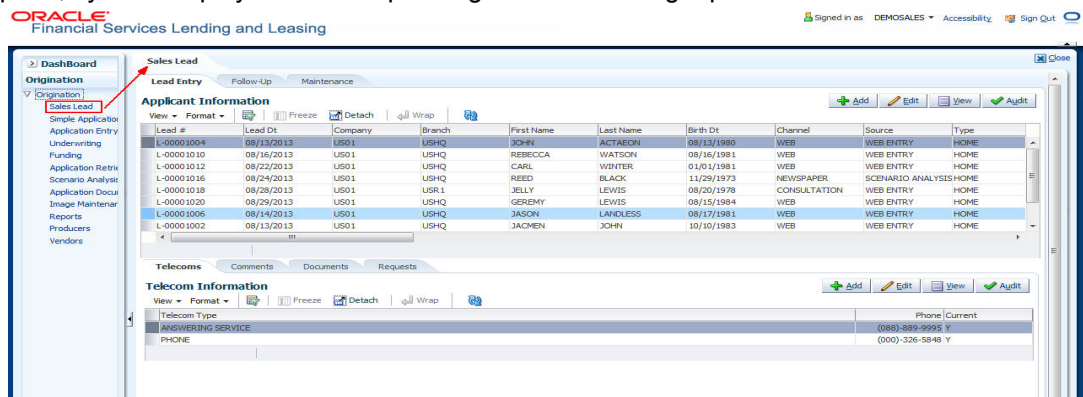 ORACLE
Financial Services Lending and Leasing
Signed in as DEMOSALES Accessibility Sign Out
Close
DashBoard
Origination
Origination
Sales Lead
Simple Application
Application Entry
Underwriting
Funding
Application Retrie
Scenario Analysis
Application Docu
Image Maintenan
Reports
Producers
Vendors
Sales Lead
Lead Entry Follow-Up Maintenance
Applicant Information
Add Edit View Audit
View Format Freeze Detach Wrap
Lead # Lead Dt Company Branch First Name Last Name Birth Dt Channel Source Type
L-00001004 08/13/2013 US01 USHQ JOHN ACTAEON 08/13/1980 WEB WEB ENTRY HOME
L-00001010 08/16/2013 US01 USHQ REBECCA WATSON 08/16/1981 WEB WEB ENTRY HOME
L-00001012 08/22/2013 US01 USHQ CARL WINTER 01/01/1981 WEB WEB ENTRY HOME
L-00001016 08/24/2013 US01 USHQ REED BLACK 11/29/1973 NEWSPAPER SCENARIO ANALYSIS HOME
L-00001018 08/28/2013 US01 USR1 JELLY LEWIS 08/20/1978 CONSULTATION WEB ENTRY HOME
L-00001020 08/29/2013 US01 USHQ GEREMY LEWIS 08/15/1984 WEB WEB ENTRY HOME
L-00001006 08/14/2013 US01 USHQ JASON LANDLESS 08/17/1981 WEB WEB ENTRY HOME
L-00001002 08/13/2013 US01 USHQ JACMEN JOHN 10/10/1983 WEB WEB ENTRY HOME
Telecoms Comments Documents Requests
Telecom Information
Add Edit View Audit
View Format Freeze Detach Wrap
Telecom Type Phone Current
ANSWERING SERVICE (088)-889-9995 Y
PHONE (000)-326-5848 Y